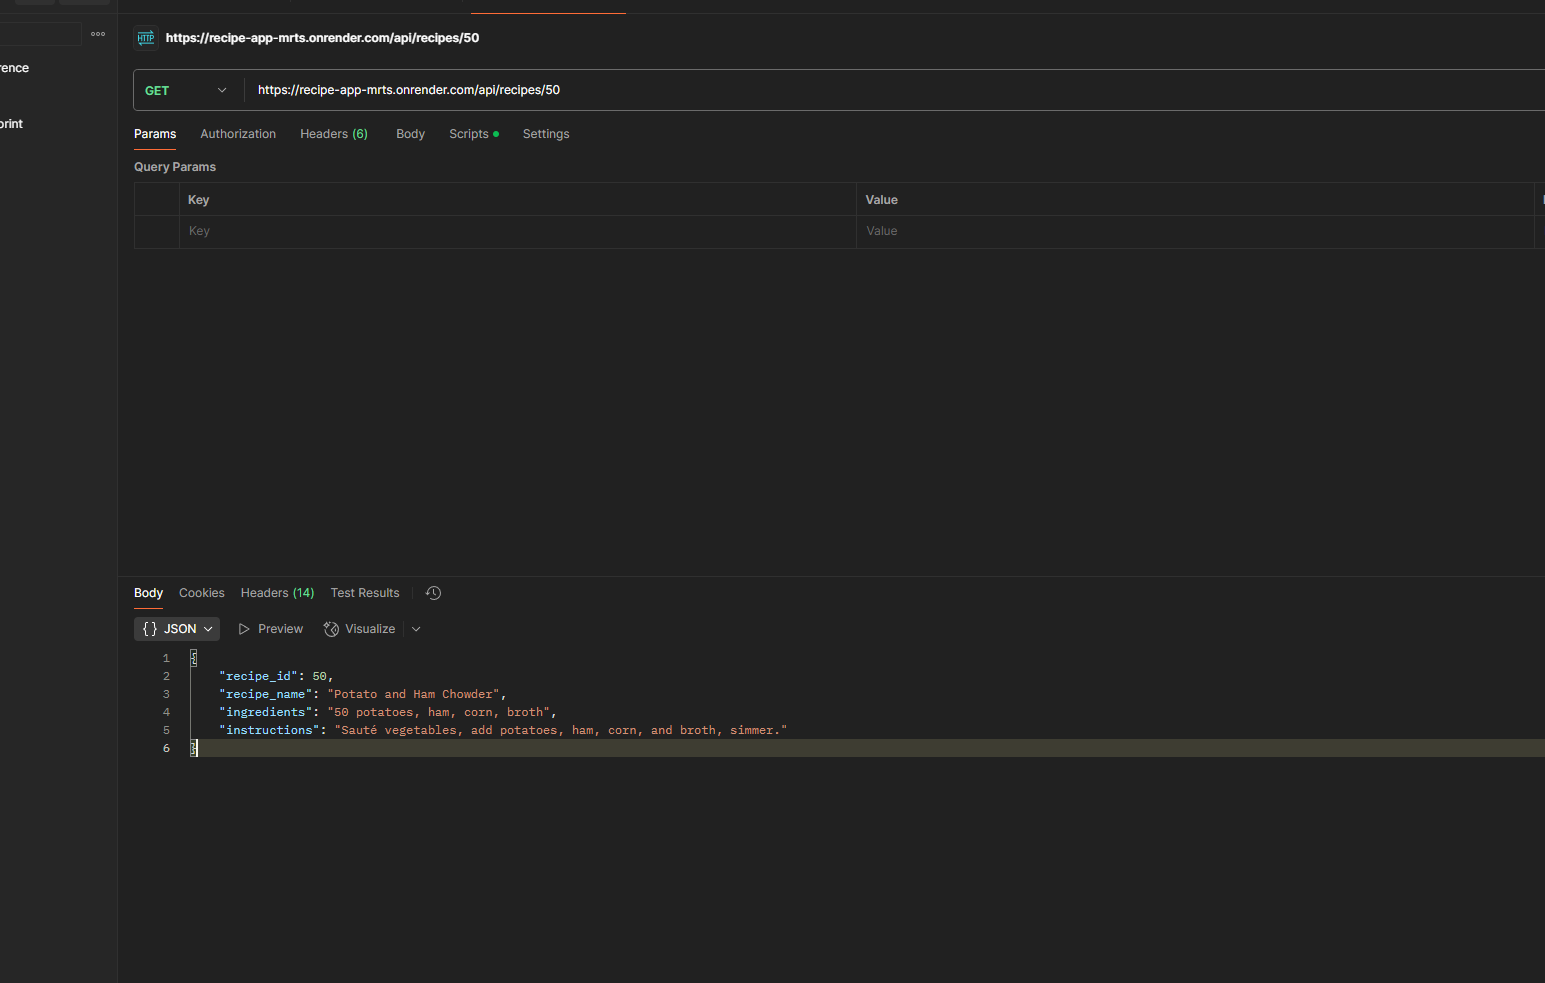 https://recipe-app-mrts.onrender.com/api/recipes/50
rence
GET https://recipe-app-mrts.onrender.com/api/recipes/50
print
Params Authorization Headers (6) Body Scripts Settings
Query Params
Key Value
Key Value
Body Cookies Headers (14) Test Results
{} JSON Preview Visualize
1 {
2 "recipe_id": 50,
3 "recipe_name": "Potato and Ham Chowder",
4 "ingredients": "50 potatoes, ham, corn, broth",
5 "instructions": "Sauté vegetables, add potatoes, ham, corn, and broth, simmer."
6 }